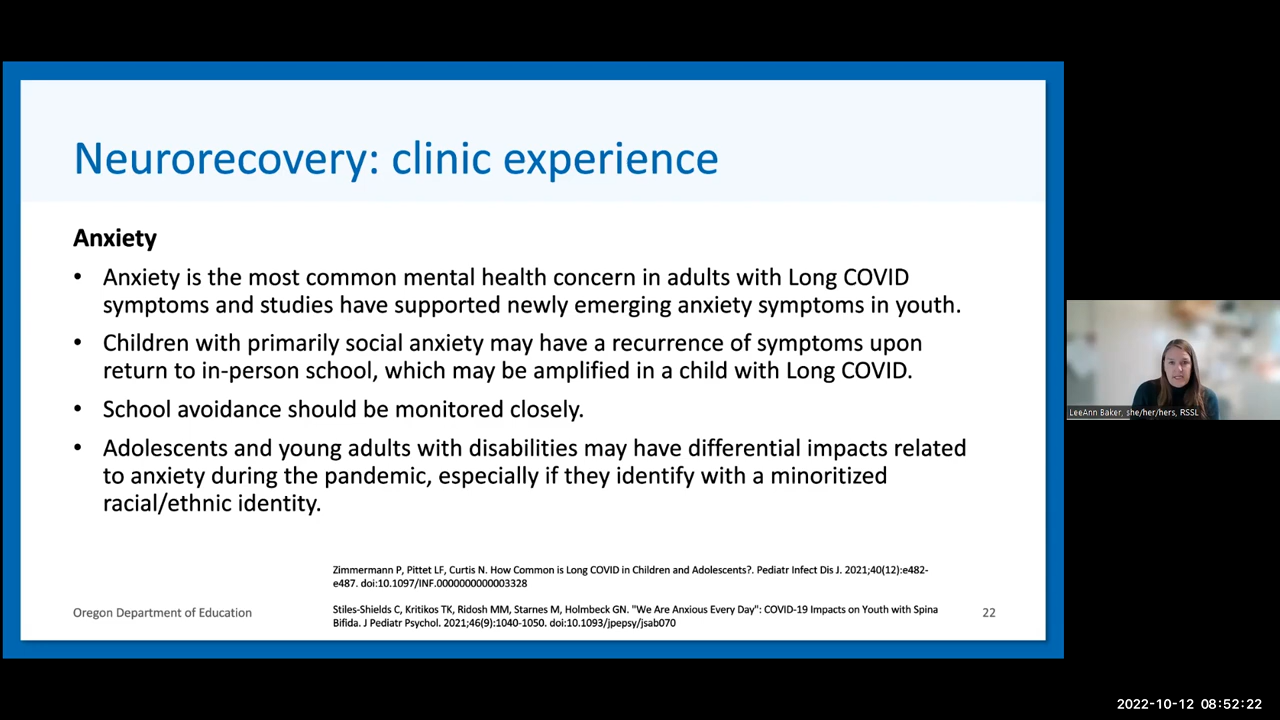 Neurorecovery: clinic experience
Anxiety
• Anxiety is the most common mental health concern in adults with Long COVID
symptoms and studies have supported newly emerging anxiety symptoms in youth.
• Children with primarily social anxiety may have a recurrence of symptoms upon
return to in-person school, which may be amplified in a child with Long COVID.
• School avoidance should be monitored closely.
• Adolescents and young adults with disabilities may have differential impacts related
to anxiety during the pandemic, especially if they identify with a minoritized
racial/ethnic identity.
Zimmermann P, Pittet LF, Curtis N. How Common is Long COVID in Children and Adolescents?. Pediatr Infect Dis J. 2021;40(12):e482-
e487. doi:10.1097/INF.0000000000003328
Stiles-Shields C, Kritikos TK, Ridosh MM, Starnes M, Holmbeck GN. "We Are Anxious Every Day": COVID-19 Impacts on Youth with Spina
Bifida. J Pediatr Psychol. 2021;46(9):1040-1050. doi:10.1093/jpepsy/jsab070
Oregon Department of Education
22
LeeAnn Baker, she/her/hers, RSSL
2022-10-12 08:52:22